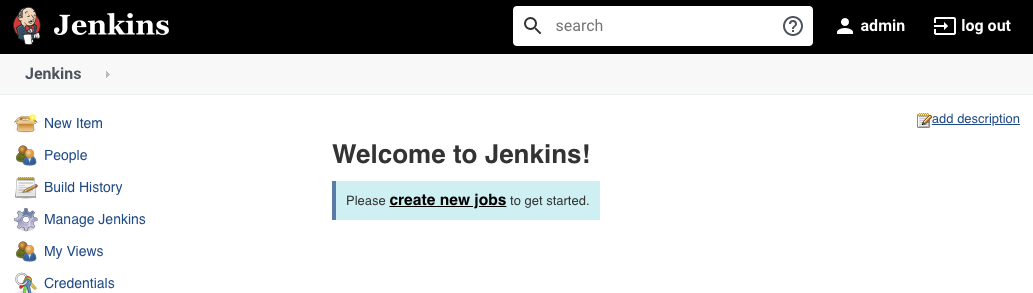 Jenkins
search
admin
log out
Jenkins
New Item
People
Build History
Manage Jenkins
My Views
Credentials
add description
Welcome to Jenkins!
Please create new jobs to get started.